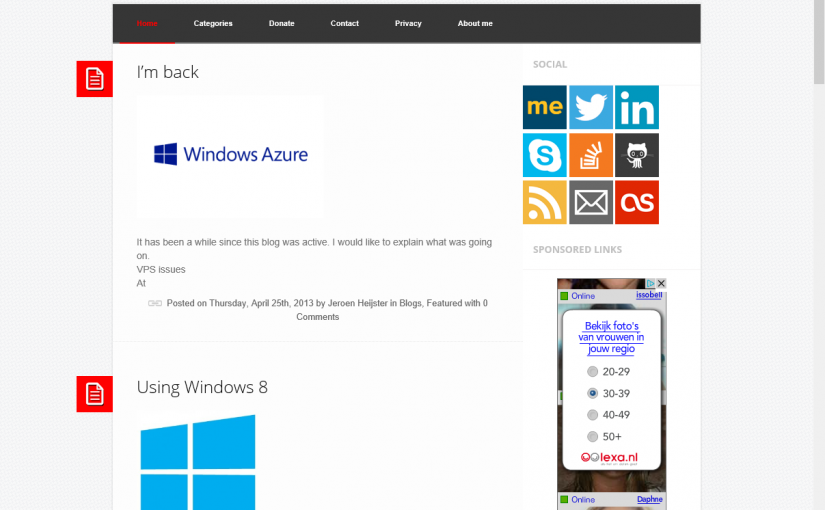 Home Categories Donate Contact Privacy About me
I'm back
Windows Azure
It has been a while since this blog was active. I would like to explain what was going
on.
VPS issues
At
Posted on Thursday, April 25th, 2013 by Jeroen Heijster in Blogs, Featured with 0
Comments
Using Windows 8
SOCIAL
me
in
S
as
SPONSORED LINKS
Online issobell
Bekijk foto's
van vrouwen in
jouw regio
20-29
30-39
40-49
50+
lexa.nl
Online Daphne